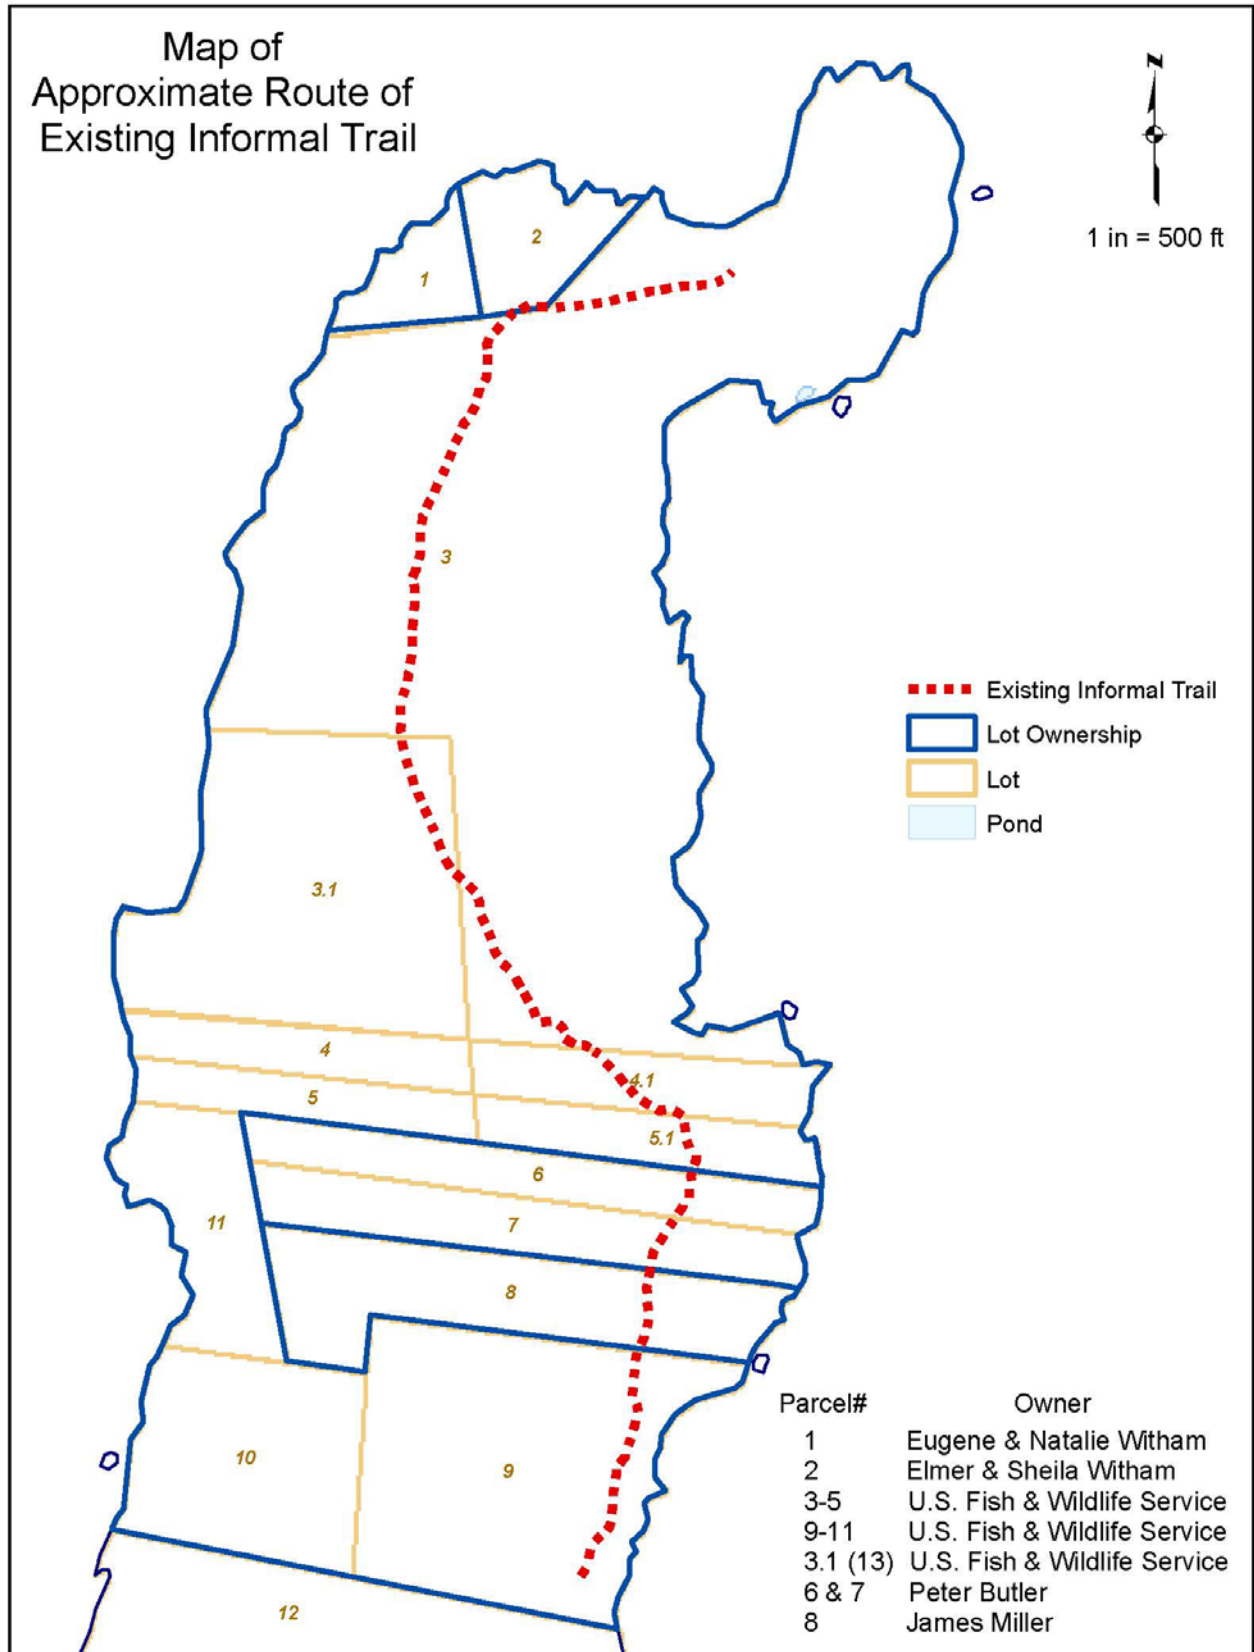 Map of
Approximate Route of
Existing Informal Trail
N
1 in = 500 ft
2
1
3
Existing Informal Trail
Lot Ownership
Lot
Pond
3.1
4
4.1
5
5.1
6
11
7
8
10
9
12
Parcel# Owner
1 Eugene & Natalie Witham
2 Elmer & Sheila Witham
3-5 U.S. Fish & Wildlife Service
9-11 U.S. Fish & Wildlife Service
3.1 (13) U.S. Fish & Wildlife Service
6 & 7 Peter Butler
8 James Miller